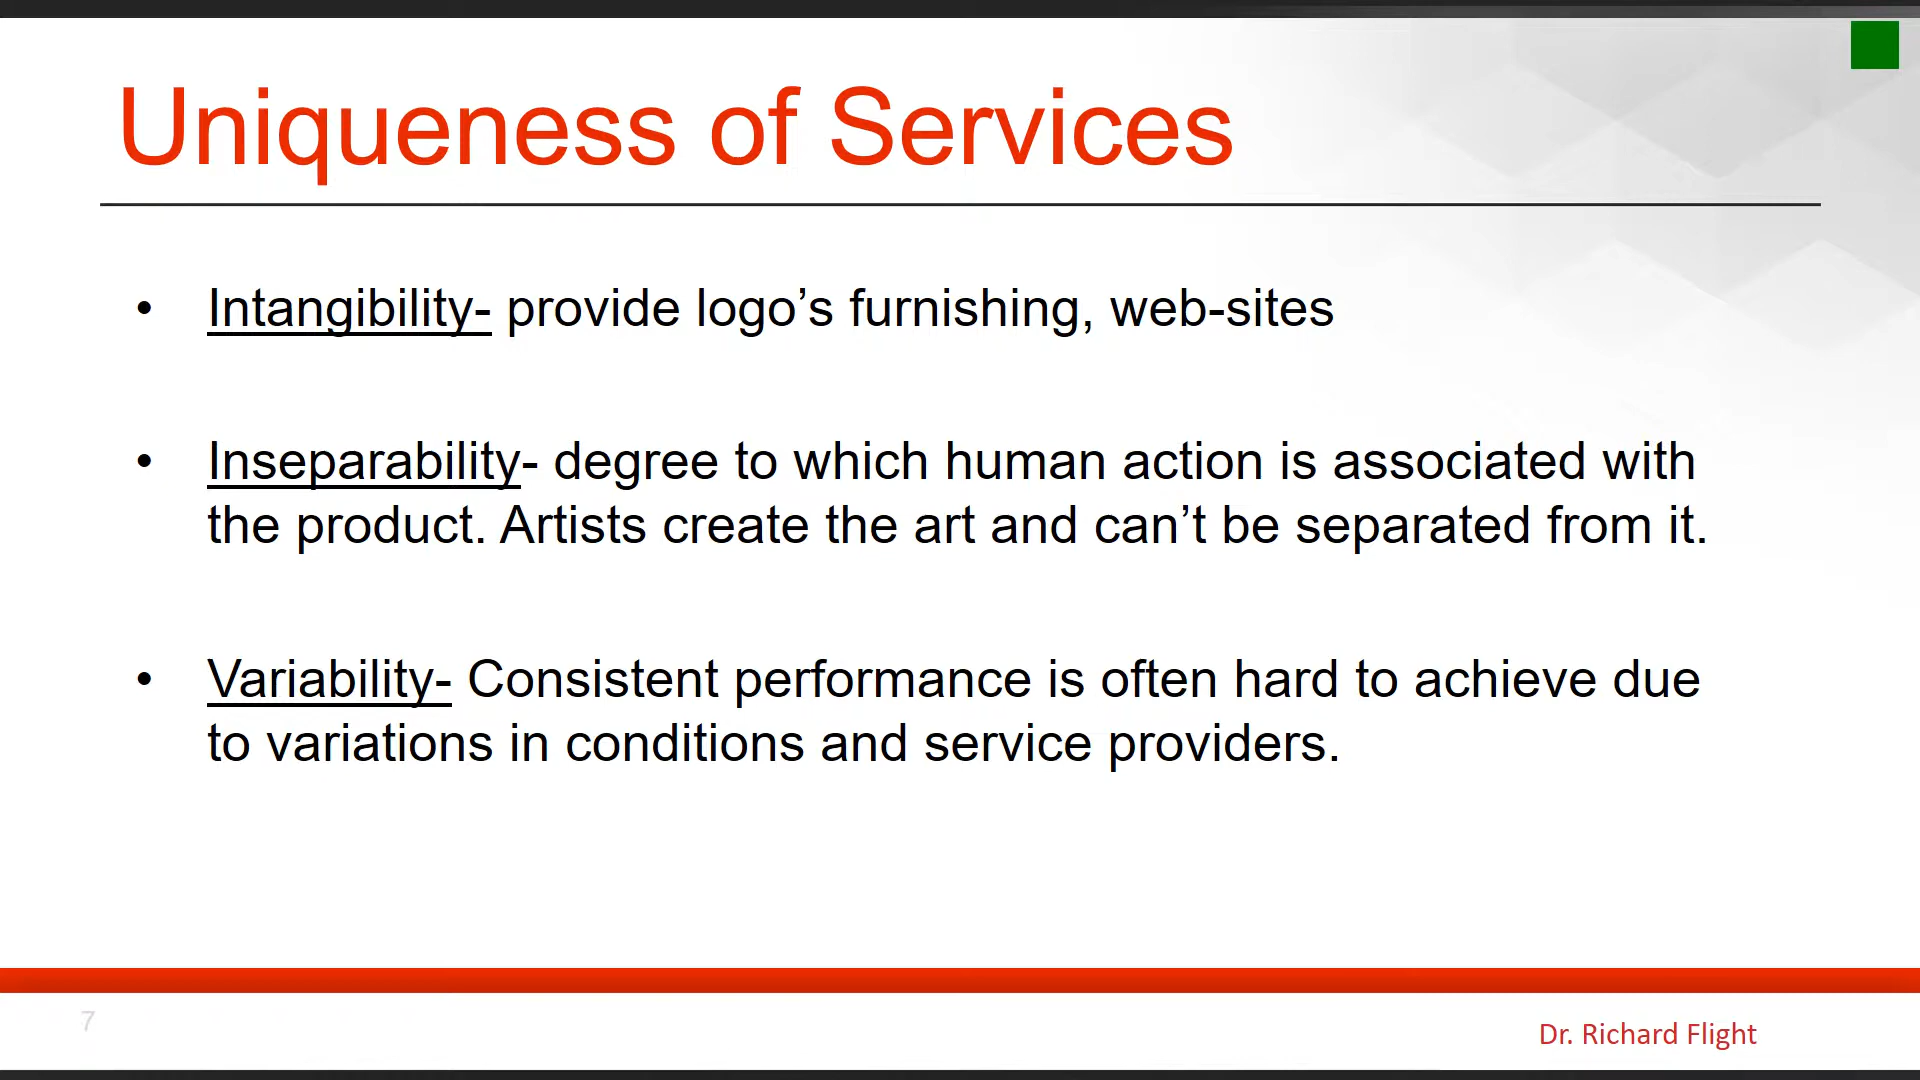 Uniqueness of Services
• Intangibility- provide logo’s furnishing, web-sites
• Inseparability- degree to which human action is associated with
the product. Artists create the art and can’t be separated from it.
• Variability- Consistent performance is often hard to achieve due
to variations in conditions and service providers.
7
Dr. Richard Flight